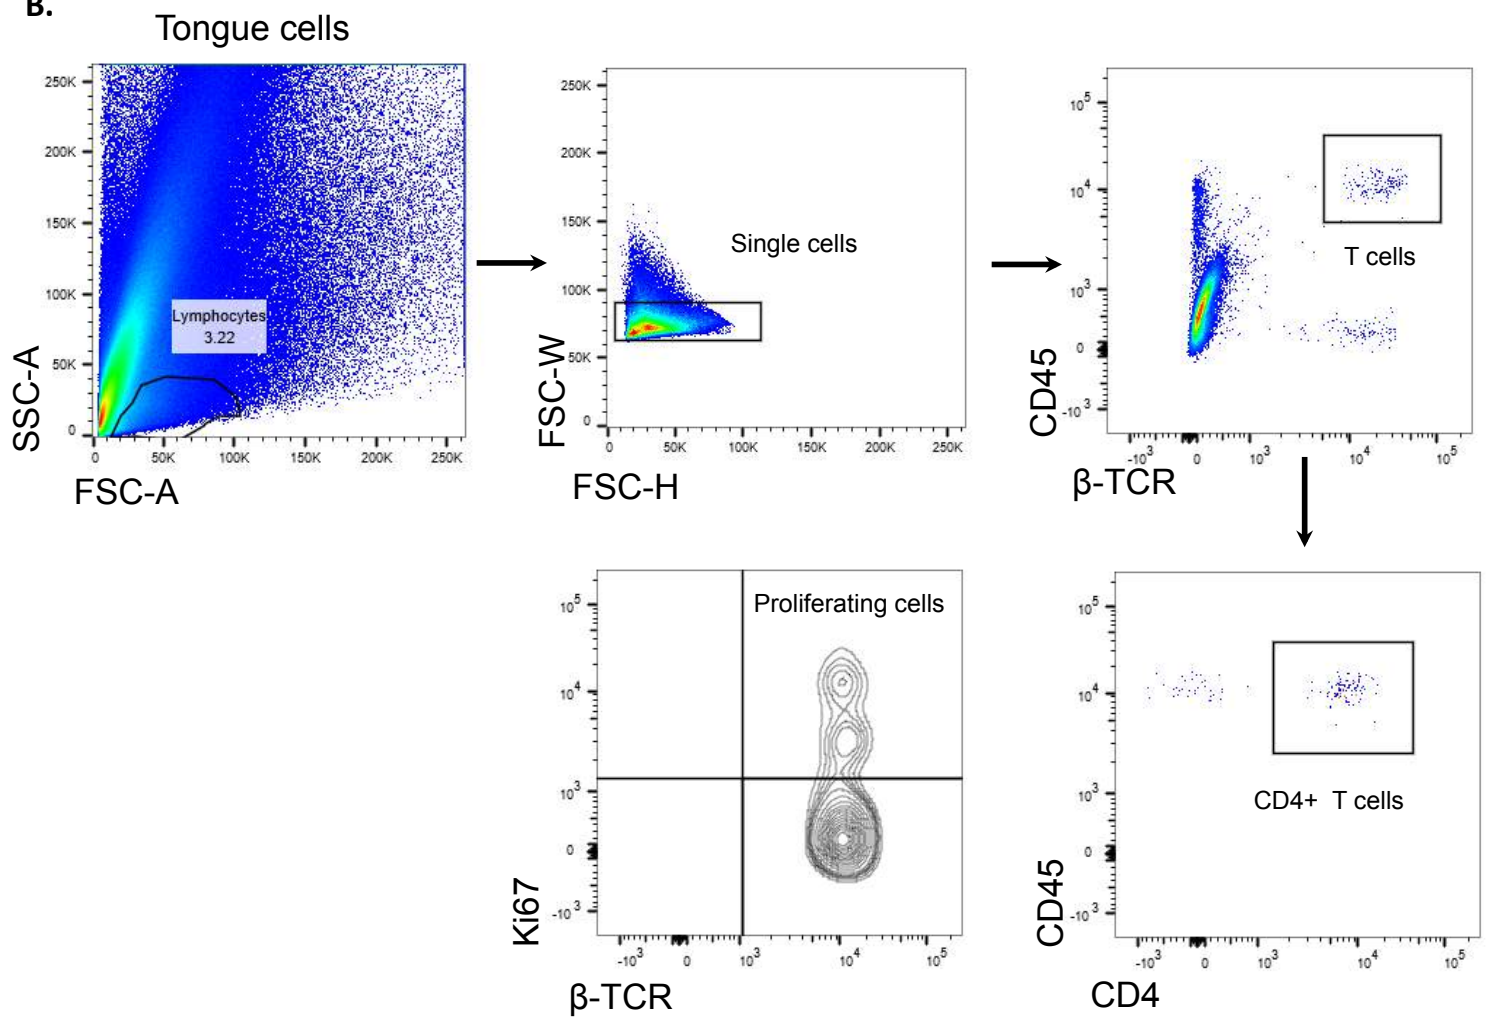 B.
Tongue cells
250K
200K
150K
100K
50K
0
Lymphocytes
3.22
SSC-A
0 50K 100K 150K 200K 250K
FSC-A
250K
200K
150K
100K
50K
0
Single cells
FSC-W
0 50K 100K 150K 200K 250K
FSC-H
10^5
10^4
10^3
0
-10^3
T cells
CD45
-10^3 0 10^3 10^4 10^5
β-TCR
10^5
10^4
10^3
0
-10^3
Proliferating cells
Ki67
-10^3 0 10^3 10^4 10^5
β-TCR
10^5
10^4
10^3
0
-10^3
CD4+ T cells
CD45
-10^3 0 10^3 10^4 10^5
CD4